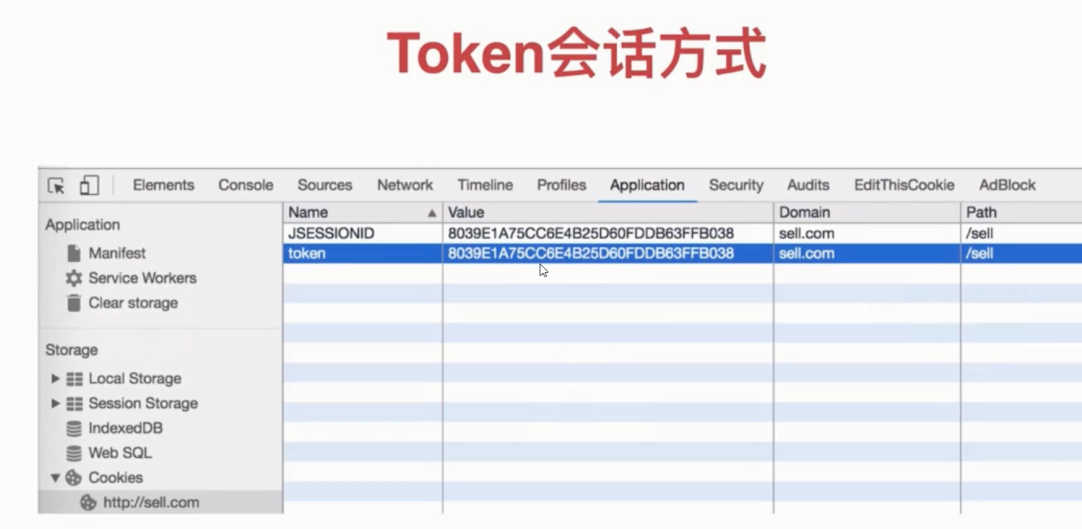 Token会话方式
Elements Console Sources Network Timeline Profiles Application Security Audits EditThisCookie AdBlock
Application
Manifest
Service Workers
Clear storage
Storage
Local Storage
Session Storage
IndexedDB
Web SQL
Cookies
http://sell.com
Name Value Domain Path
JSESSIONID 8039E1A75CC6E4B25D60FDDB63FFB038 sell.com /sell
token 8039E1A75CC6E4B25D60FDDB63FFB038 sell.com /sell